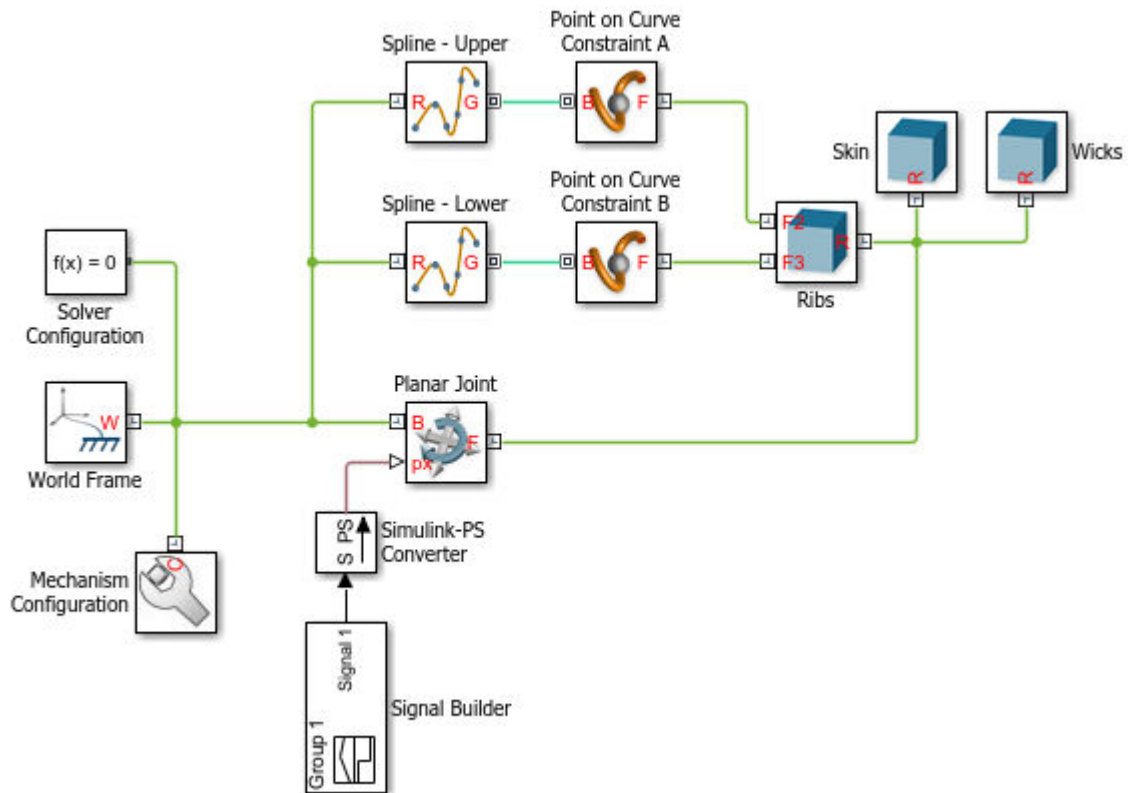 Spline - Upper
R G
Point on Curve
Constraint A
B F
Skin
R
Wicks
R
Spline - Lower
R G
Point on Curve
Constraint B
B F
F2
F3
R
Ribs
f(x) = 0
Solver
Configuration
W
World Frame
Planar Joint
B
F
px
S PS
Simulink-PS
Converter
C
Mechanism
Configuration
Signal 1
Group 1
Signal Builder